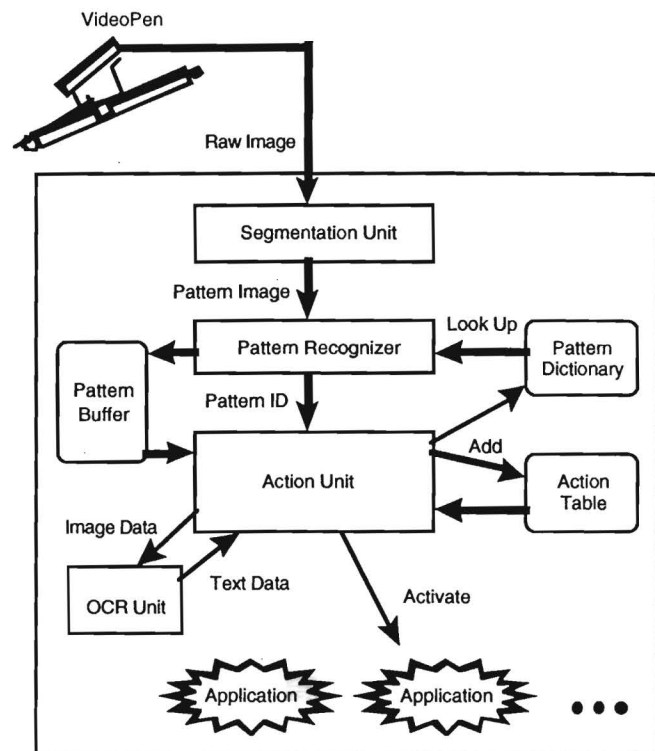 VideoPen
Raw Image
Segmentation Unit
Pattern Image
Look Up
Pattern Recognizer
Pattern
Dictionary
Pattern
Buffer
Pattern ID
Add
Action Unit
Action
Table
Image Data
Text Data
OCR Unit
Activate
Application
Application